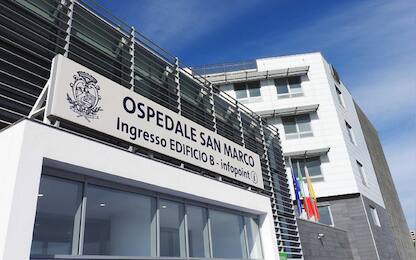 OSPEDALE SAN MARCO
Ingresso EDIFICIO B - infopoint i